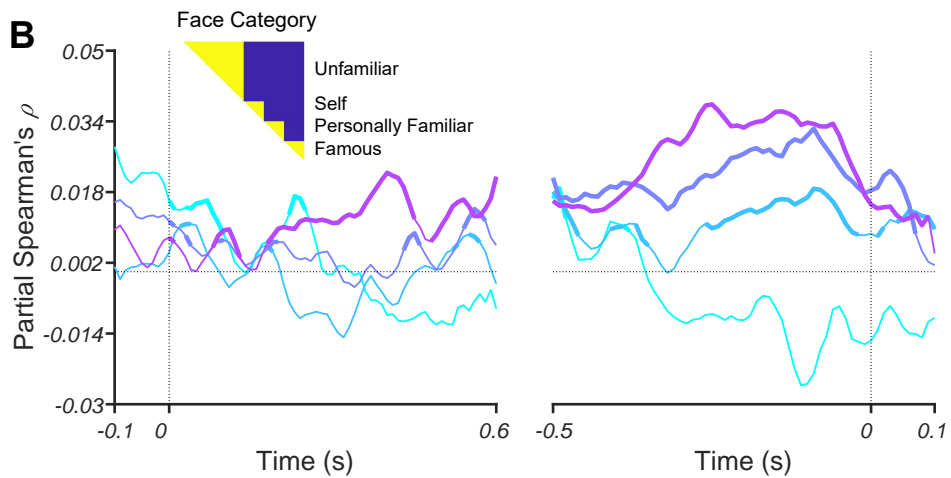 B
Face Category
Unfamiliar
Self
Personally Familiar
Famous
Partial Spearman's ρ
0.05
0.034
0.018
0.002
-0.014
-0.03
-0.1 0 0.6
-0.5 0 0.1
Time (s) Time (s)